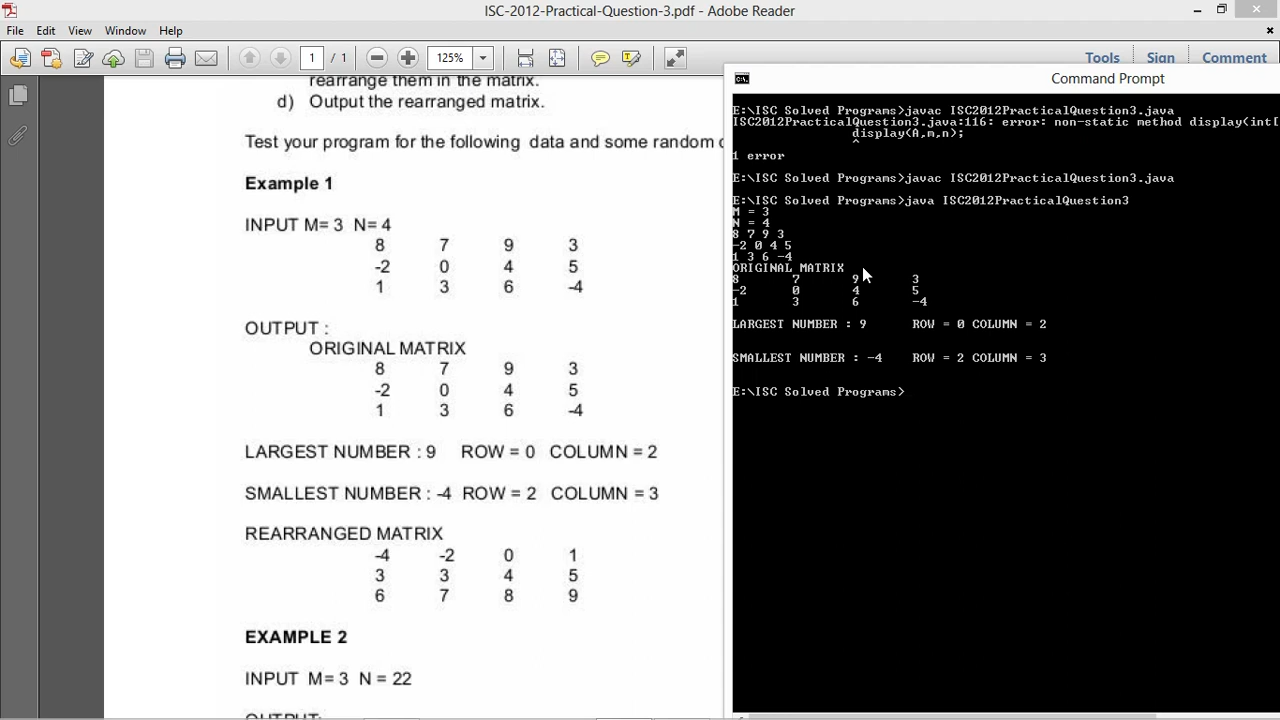 ISC-2012-Practical-Question-3.pdf - Adobe Reader
File Edit View Window Help
1 / 1 125% Tools Sign Comment
rearrange them in the matrix.
d) Output the rearranged matrix.
Test your program for the following data and some random
Example 1
INPUT M= 3 N= 4
8 7 9 3
-2 0 4 5
1 3 6 -4
OUTPUT :
ORIGINAL MATRIX
8 7 9 3
-2 0 4 5
1 3 6 -4
LARGEST NUMBER : 9 ROW = 0 COLUMN = 2
SMALLEST NUMBER : -4 ROW = 2 COLUMN = 3
REARRANGED MATRIX
-4 -2 0 1
3 3 4 5
6 7 8 9
EXAMPLE 2
INPUT M= 3 N = 22
OUTPUT:
Command Prompt
E:\ISC Solved Programs>javac ISC2012PracticalQuestion3.java
ISC2012PracticalQuestion3.java:116: error: non-static method display(int[
display(A,m,n);
^
1 error
E:\ISC Solved Programs>javac ISC2012PracticalQuestion3.java
E:\ISC Solved Programs>java ISC2012PracticalQuestion3
M = 3
N = 4
8 7 9 3
-2 0 4 5
1 3 6 -4
ORIGINAL MATRIX
8 7 9 3
-2 0 4 5
1 3 6 -4
LARGEST NUMBER : 9 ROW = 0 COLUMN = 2
SMALLEST NUMBER : -4 ROW = 2 COLUMN = 3
E:\ISC Solved Programs>